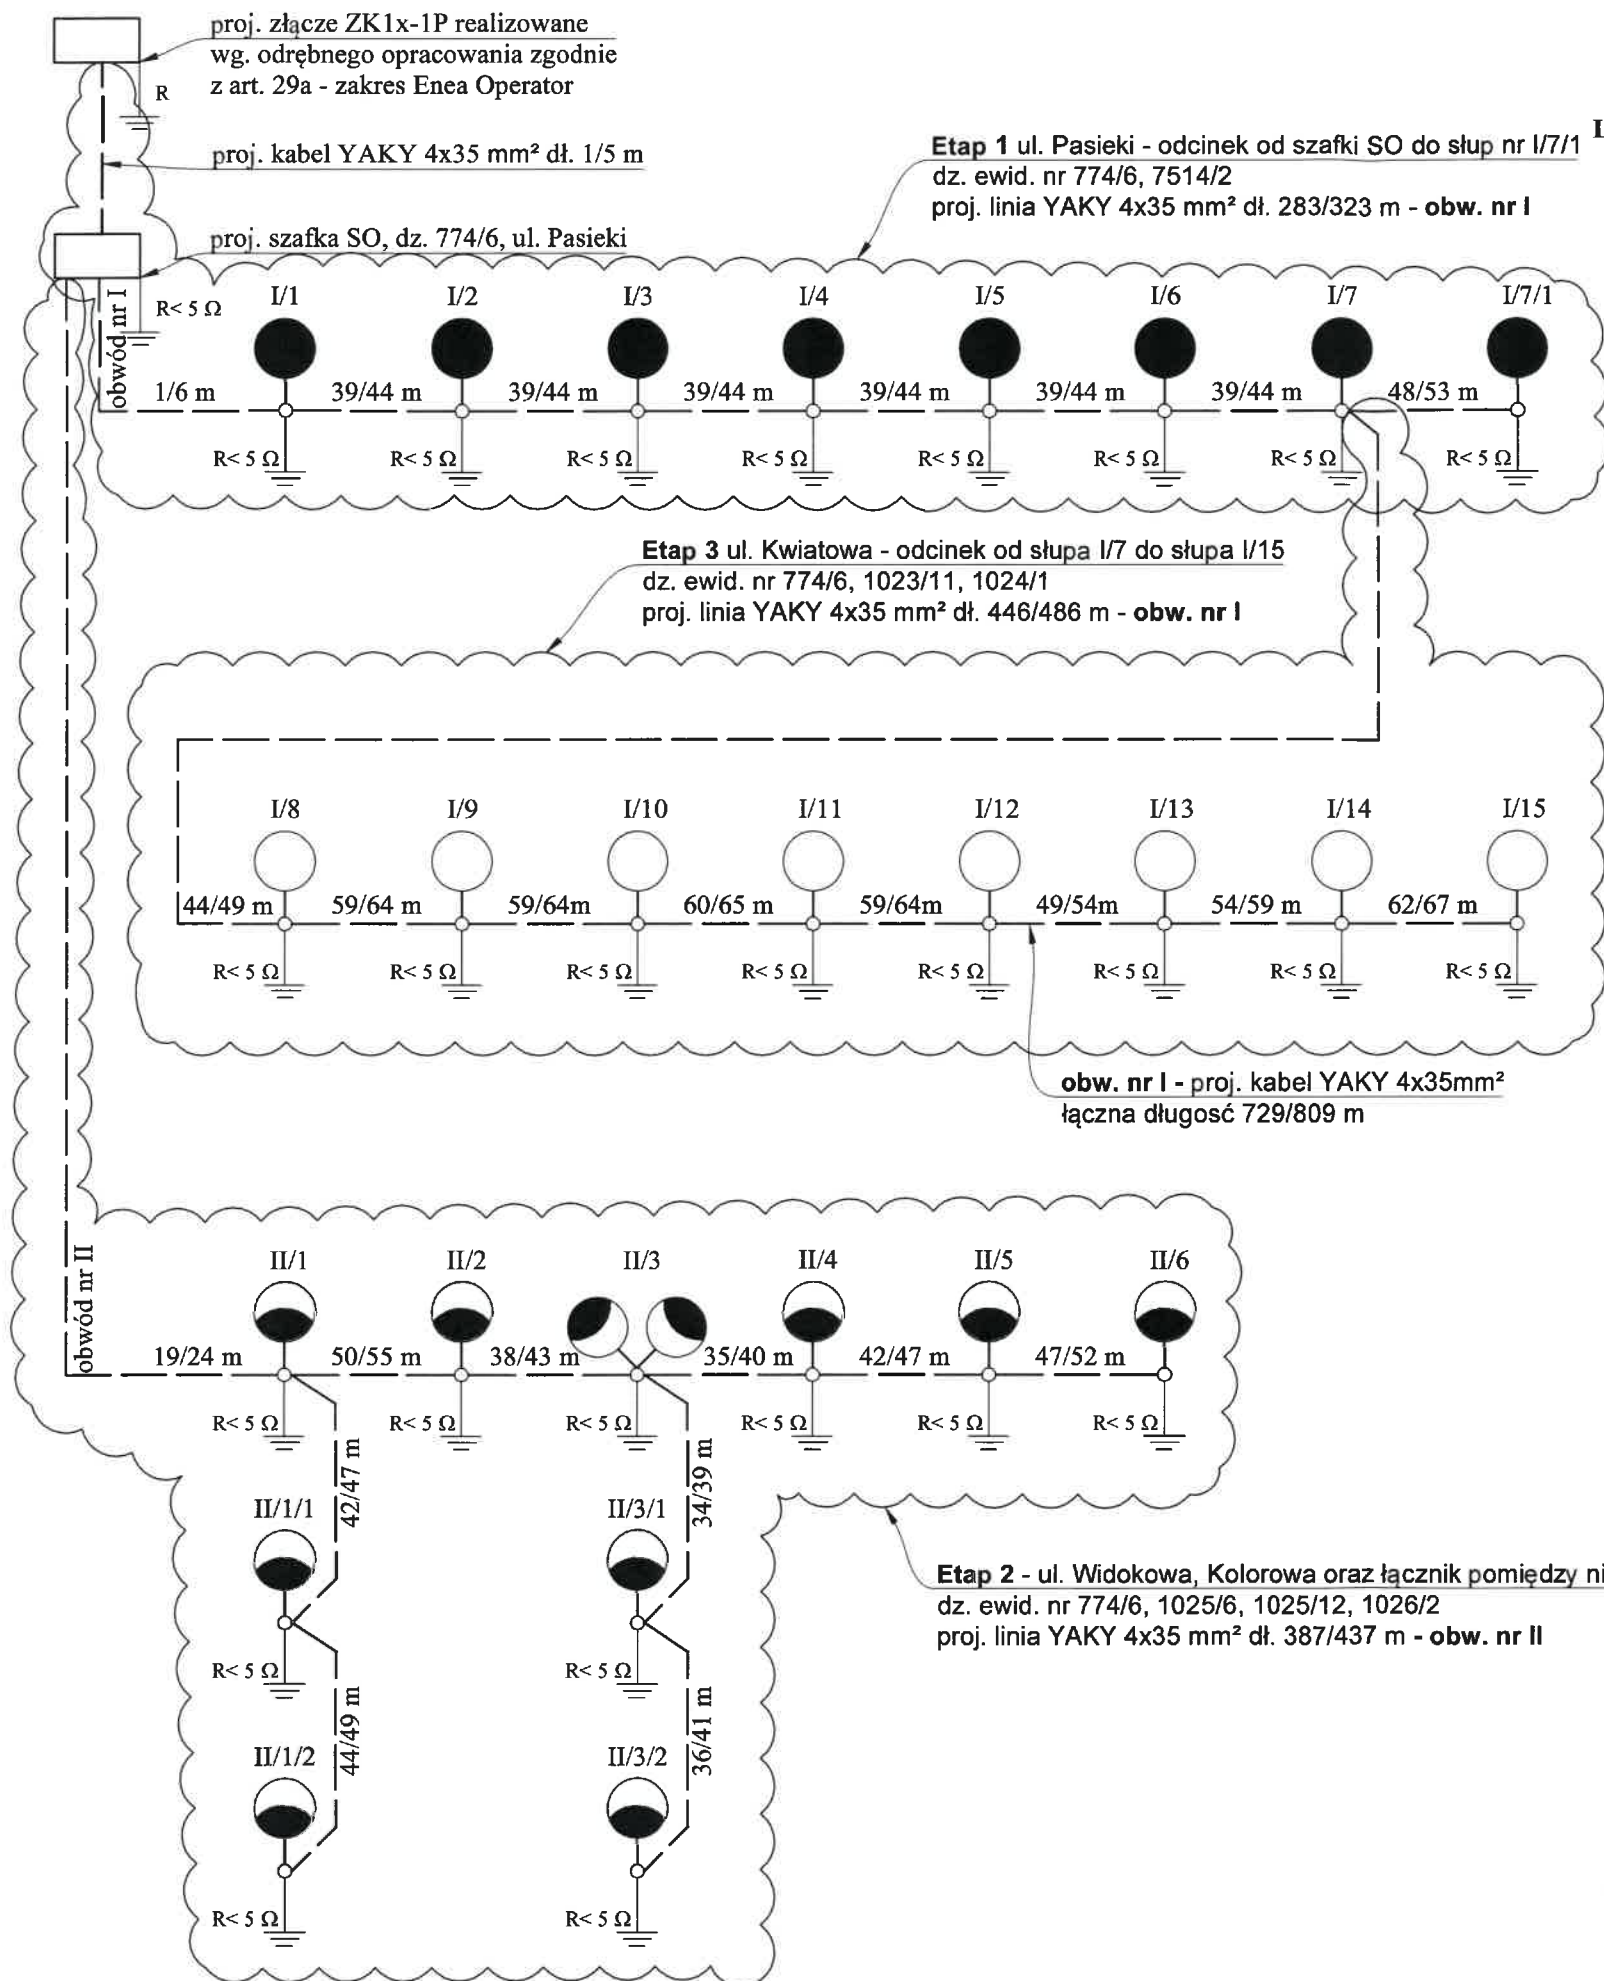 proj. złącze ZK1x-1P realizowane
wg. odrębnego opracowania zgodnie
z art. 29a - zakres Enea Operator
R
proj. kabel YAKY 4x35 mm² dł. 1/5 m
Etap 1 ul. Pasieki - odcinek od szafki SO do słup nr I/7/1
dz. ewid. nr 774/6, 7514/2
proj. linia YAKY 4x35 mm² dł. 283/323 m - obw. nr I
proj. szafka SO, dz. 774/6, ul. Pasieki
R< 5 Ω
obwód nr I
I/1 I/2 I/3 I/4 I/5 I/6 I/7 I/7/1
1/6 m 39/44 m 39/44 m 39/44 m 39/44 m 39/44 m 39/44 m 48/53 m
R< 5 Ω R< 5 Ω R< 5 Ω R< 5 Ω R< 5 Ω R< 5 Ω R< 5 Ω R< 5 Ω
Etap 3 ul. Kwiatowa - odcinek od słupa I/7 do słupa I/15
dz. ewid. nr 774/6, 1023/11, 1024/1
proj. linia YAKY 4x35 mm² dł. 446/486 m - obw. nr I
I/8 I/9 I/10 I/11 I/12 I/13 I/14 I/15
44/49 m 59/64 m 59/64m 60/65 m 59/64m 49/54m 54/59 m 62/67 m
R< 5 Ω R< 5 Ω R< 5 Ω R< 5 Ω R< 5 Ω R< 5 Ω R< 5 Ω R< 5 Ω
obw. nr I - proj. kabel YAKY 4x35mm²
łączna długosć 729/809 m
obwód nr II
II/1 II/2 II/3 II/4 II/5 II/6
19/24 m 50/55 m 38/43 m 35/40 m 42/47 m 47/52 m
R< 5 Ω R< 5 Ω R< 5 Ω R< 5 Ω R< 5 Ω R< 5 Ω
42/47 m 34/39 m
II/1/1 II/3/1
R< 5 Ω R< 5 Ω
Etap 2 - ul. Widokowa, Kolorowa oraz łącznik pomiędzy ni
dz. ewid. nr 774/6, 1025/6, 1025/12, 1026/2
proj. linia YAKY 4x35 mm² dł. 387/437 m - obw. nr II
44/49 m 36/41 m
II/1/2 II/3/2
R< 5 Ω R< 5 Ω